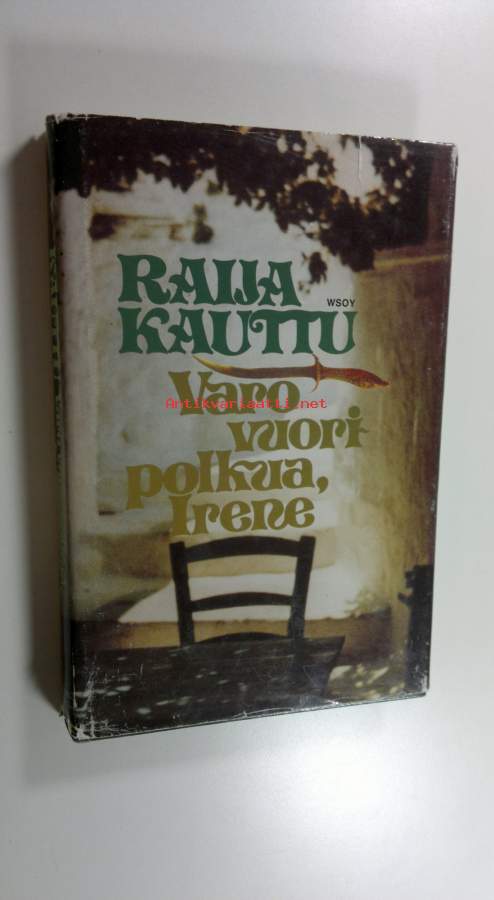 RAIJA
KAUTTU
WSOY
Varo
vuori-
polkua,
Irene
Antikvariaatti.net